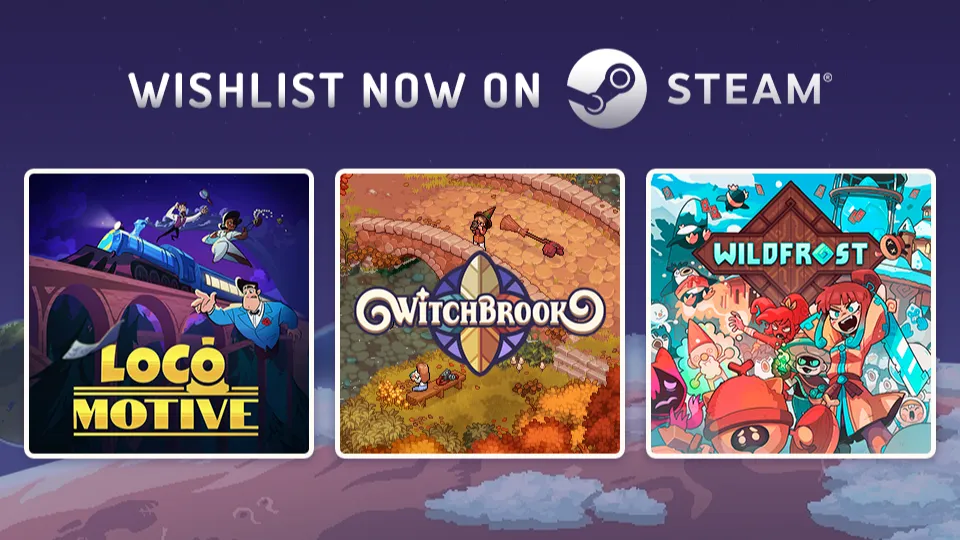 WISHLIST NOW ON STEAM®
LOCO
MOTIVE
WITCHBROOK
WILDFROST